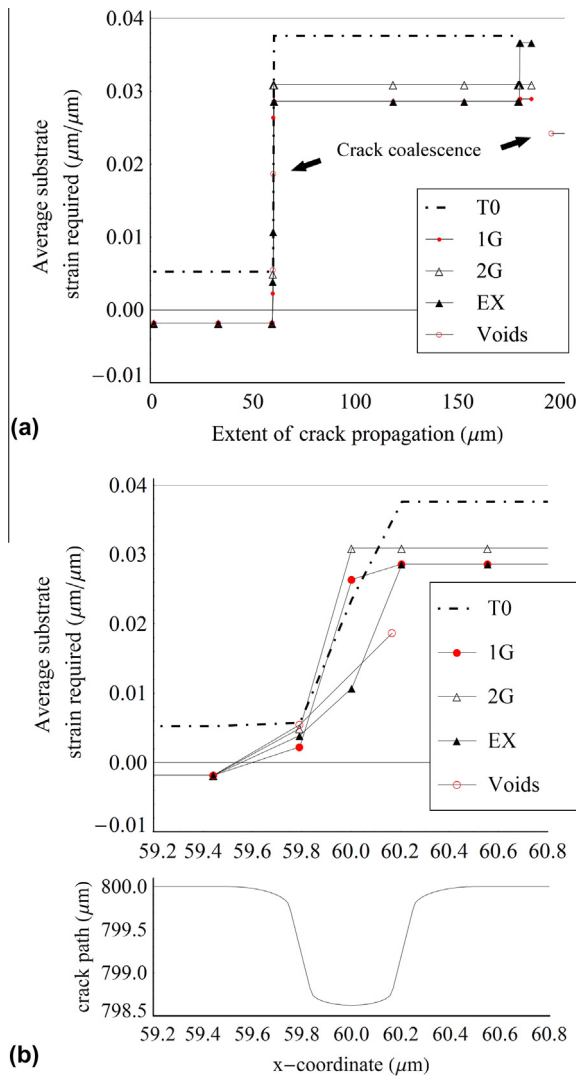 0.04
0.03
0.02
0.01
0.00
−0.01
Average substrate
strain required (μm/μm)
Crack coalescence
T0
1G
2G
EX
Voids
0 60 100 150 200
Extent of crack propagation (μm)
(a)
0.04
0.03
0.02
0.01
0.00
−0.01
Average substrate
strain required (μm/μm)
T0
1G
2G
EX
Voids
59.2 59.4 59.6 59.8 60.0 60.2 60.4 60.6 60.8
800.0
799.5
799.0
798.5
crack path (μm)
59.2 59.4 59.6 59.8 60.0 60.2 60.4 60.6 60.8
x−coordinate (μm)
(b)